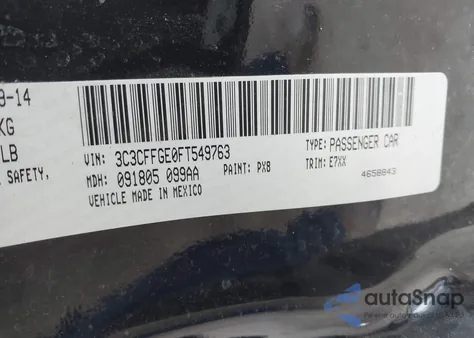 9-14
KG
LB
SAFETY,
VIN: 3C3CFFGE0FT549763
TYPE: PASSENGER CAR
MDH: 091805 099AA
PAINT: PX8
TRIM: E7XX
VEHICLE MADE IN MEXICO
4658843
autoSnap